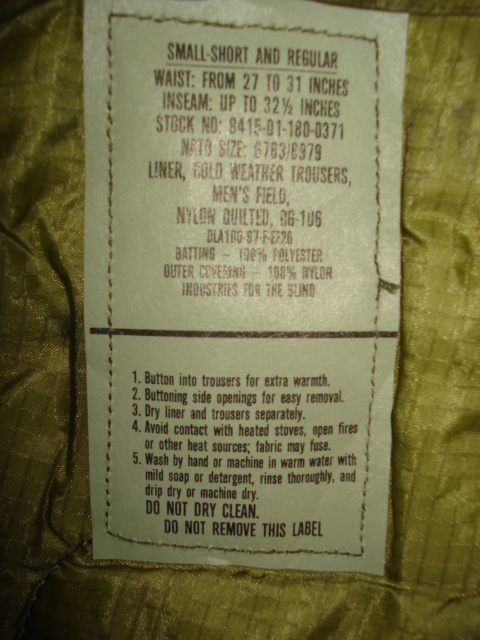 SMALL-SHORT AND REGULAR
WAIST: FROM 27 TO 31 INCHES
INSEAM: UP TO 32½ INCHES
STOCK NO: 8415-01-180-0371
NATO SIZE: 6783/8979
LINER, COLD WEATHER TROUSERS,
MEN'S FIELD,
NYLON QUILTED, OG-106
DLA100-87-F-EF26
BATTING - 100% POLYESTER
OUTER COVERING - 100% NYLON
INDUSTRIES FOR THE BLIND
1. Button into trousers for extra warmth.
2. Buttoning side openings for easy removal.
3. Dry liner and trousers separately.
4. Avoid contact with heated stoves, open fires
or other heat sources; fabric may fuse.
5. Wash by hand or machine in warm water with
mild soap or detergent, rinse thoroughly, and
drip dry or machine dry.
DO NOT DRY CLEAN.
DO NOT REMOVE THIS LABEL